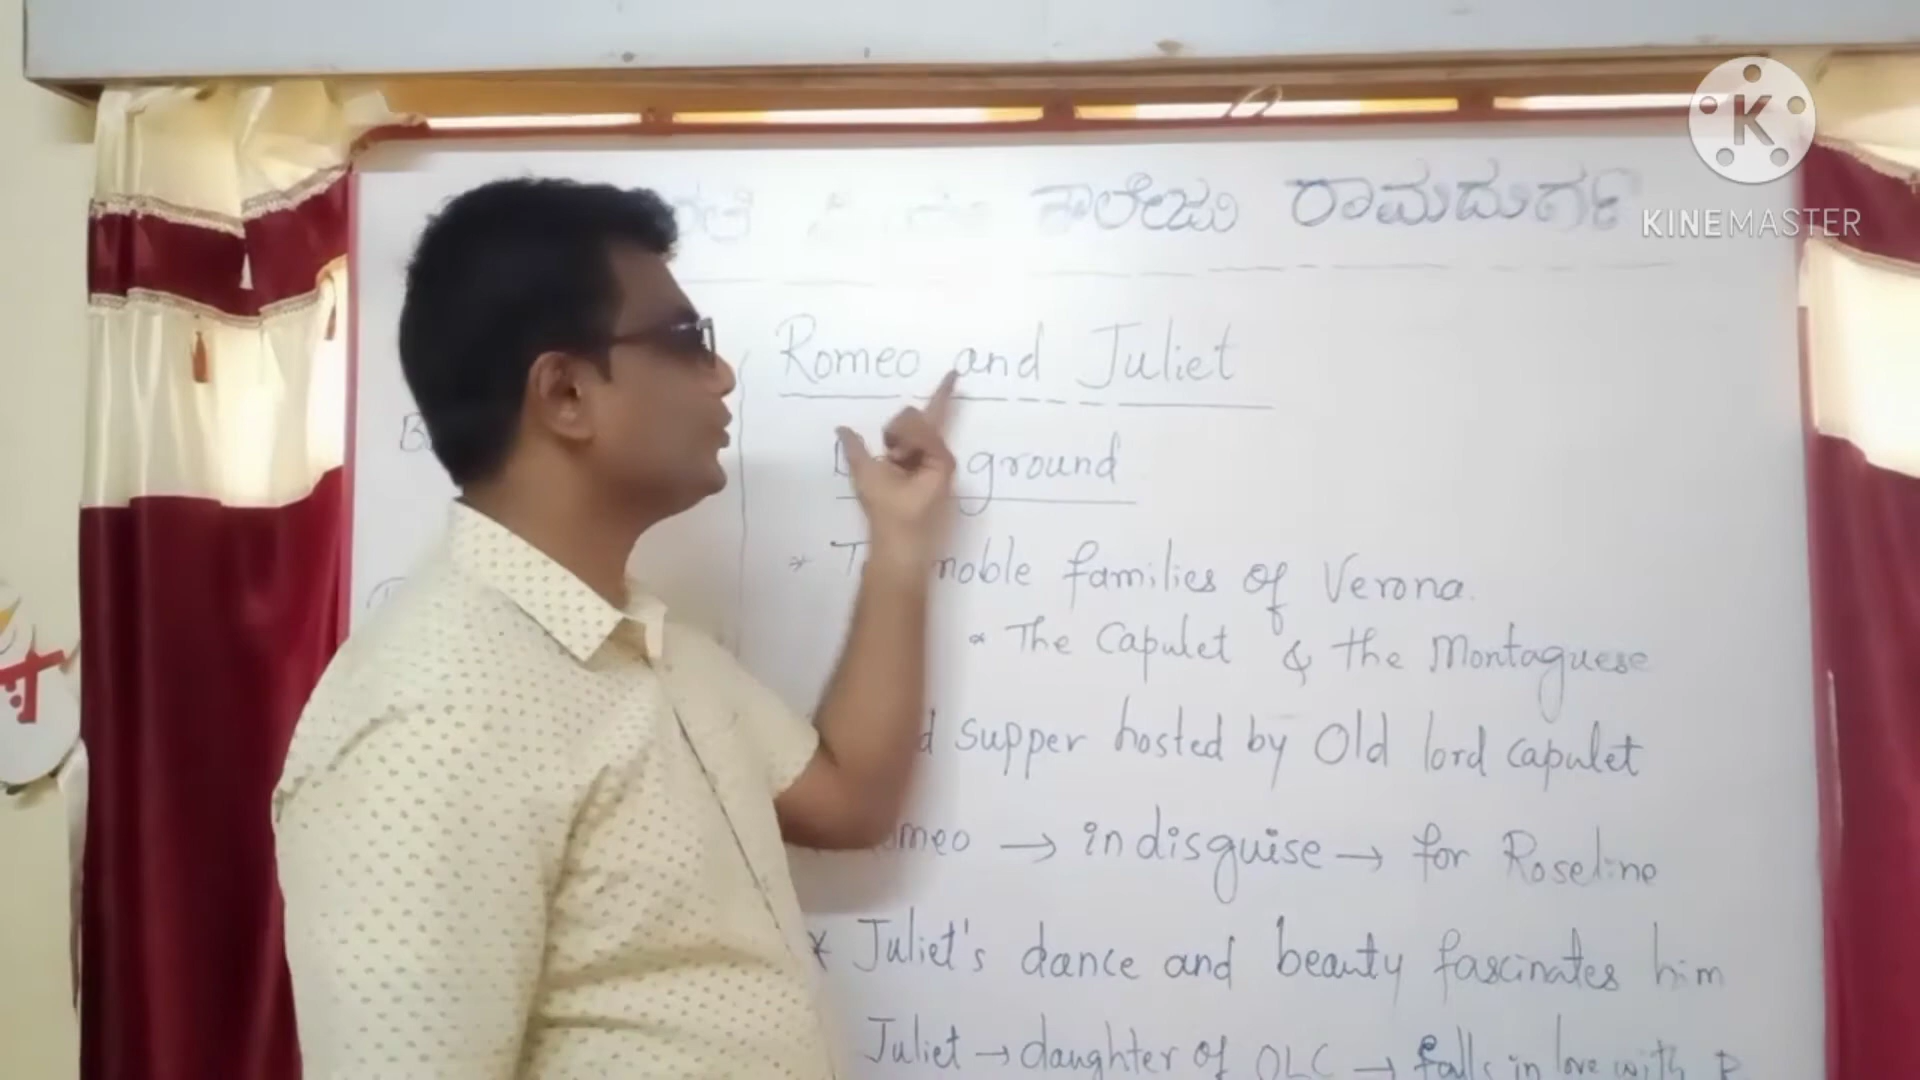 ಕಾಲೇಜು ರಾಮದುರ್ಗ
KINEMASTER
K
Romeo and Juliet
ground
* noble families of Verona.
* The Capulet & the Montaguese
supper hosted by Old lord capulet
→ in disguise → for Roseline
* Juliet's dance and beauty fascinates him
Juliet → daughter of OLC → falls in love with R